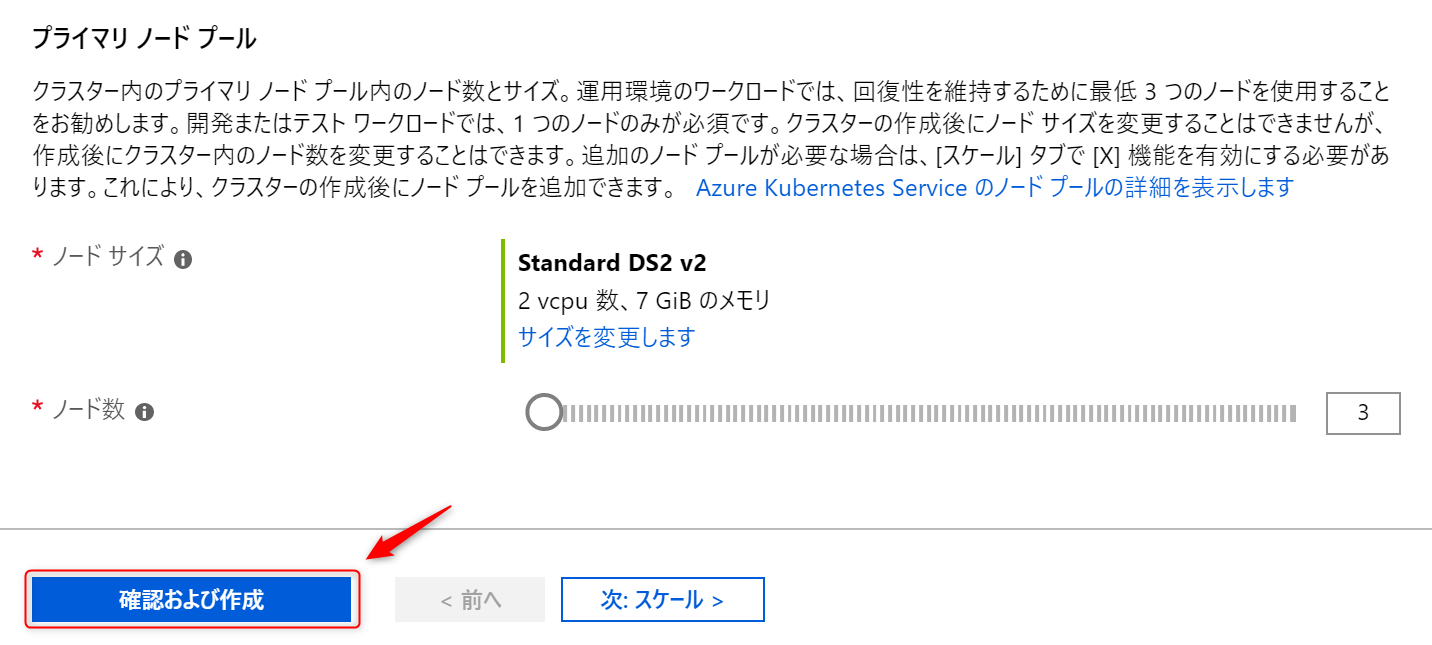 プライマリ ノード プール
クラスター内のプライマリ ノード プール内のノード数とサイズ。運用環境のワークロードでは、回復性を維持するために最低 3 つのノードを使用すること
をお勧めします。開発またはテスト ワークロードでは、1 つのノードのみが必須です。クラスターの作成後にノード サイズを変更することはできませんが、
作成後にクラスター内のノード数を変更することはできます。追加のノード プールが必要な場合は、[スケール] タブで [X] 機能を有効にする必要があ
ります。これにより、クラスターの作成後にノード プールを追加できます。 Azure Kubernetes Service のノード プールの詳細を表示します
* ノード サイズ
Standard DS2 v2
2 vcpu 数、7 GiB のメモリ
サイズを変更します
* ノード数
3
確認および作成
< 前へ
次: スケール >